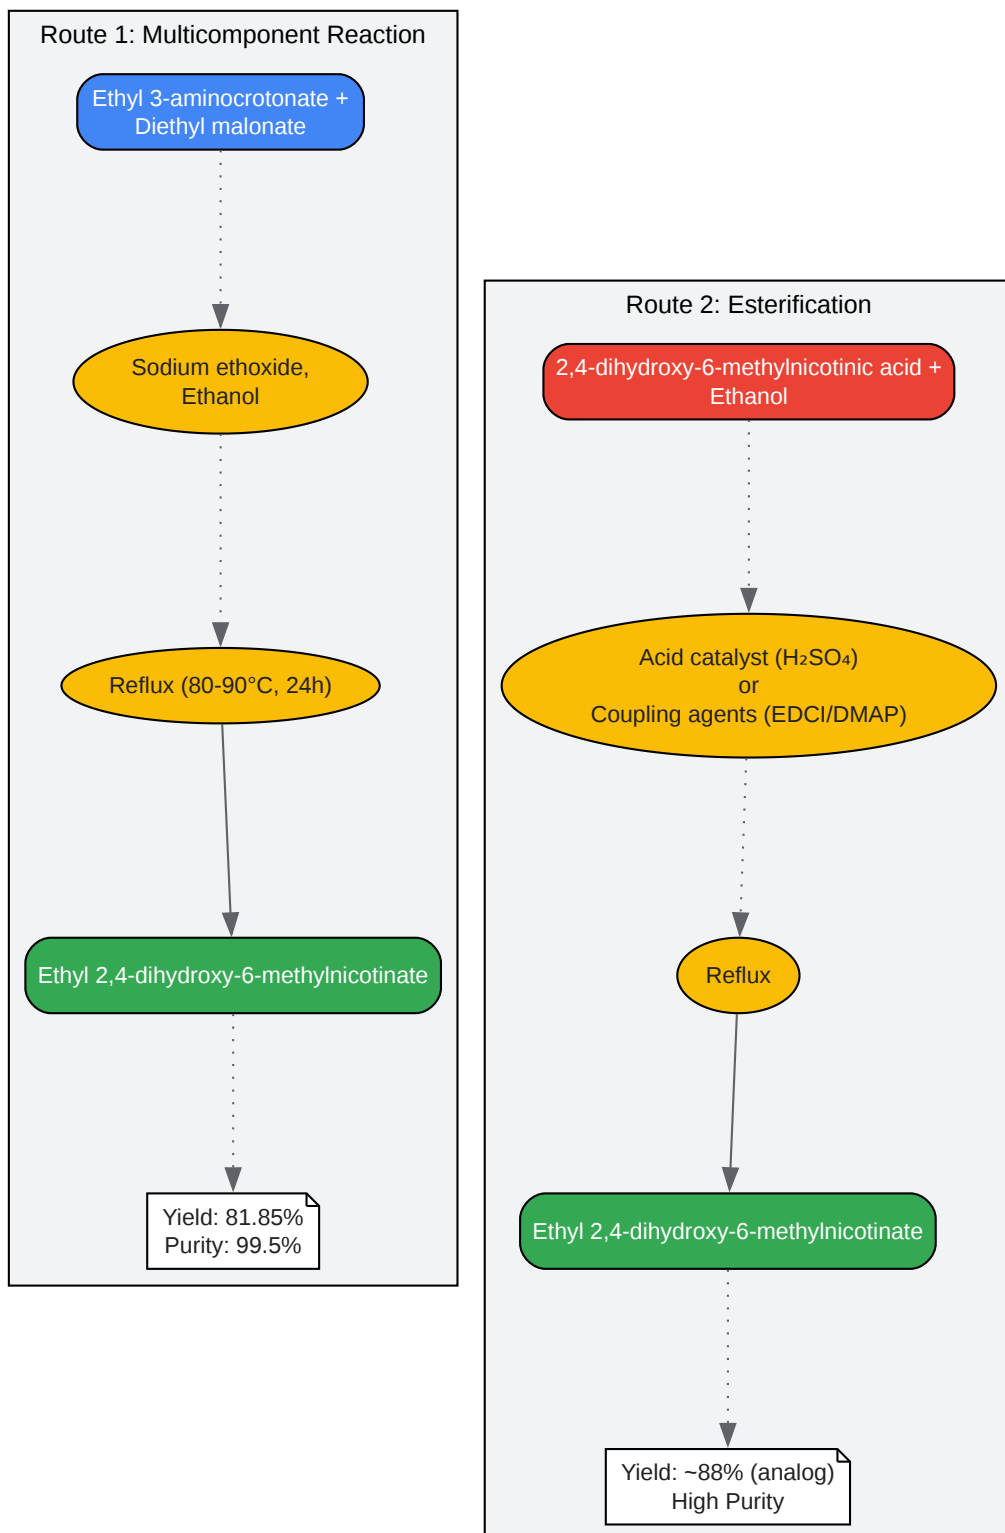 Route 1: Multicomponent Reaction
Ethyl 3-aminocrotonate +
Diethyl malonate
Sodium ethoxide,
Ethanol
Reflux (80-90°C, 24h)
Ethyl 2,4-dihydroxy-6-methylnicotinate
Yield: 81.85%
Purity: 99.5%
Route 2: Esterification
2,4-dihydroxy-6-methylnicotinic acid +
Ethanol
Acid catalyst (H₂SO₄)
or
Coupling agents (EDCI/DMAP)
Reflux
Ethyl 2,4-dihydroxy-6-methylnicotinate
Yield: ~88% (analog)
High Purity